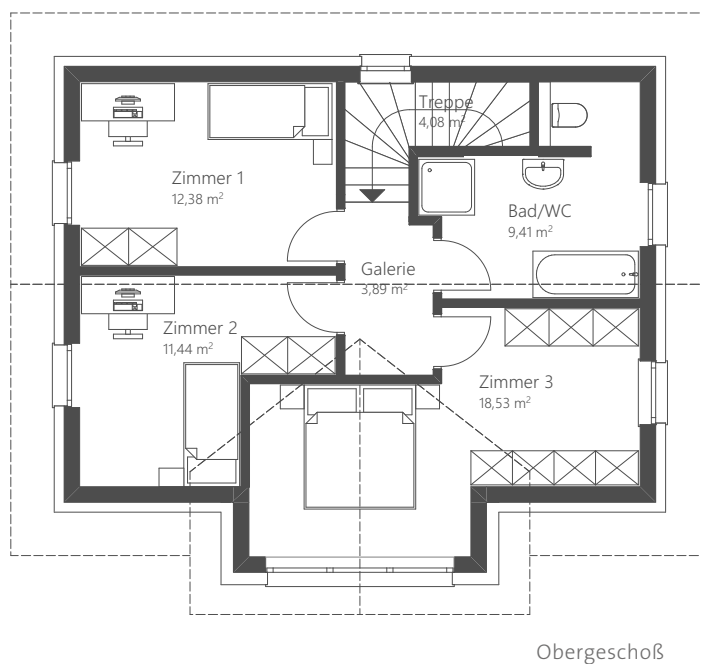 Treppe
4,08 m²
Zimmer 1
12,38 m²
Bad/WC
9,41 m²
Galerie
3,89 m²
Zimmer 2
11,44 m²
Zimmer 3
18,53 m²
Obergeschoß